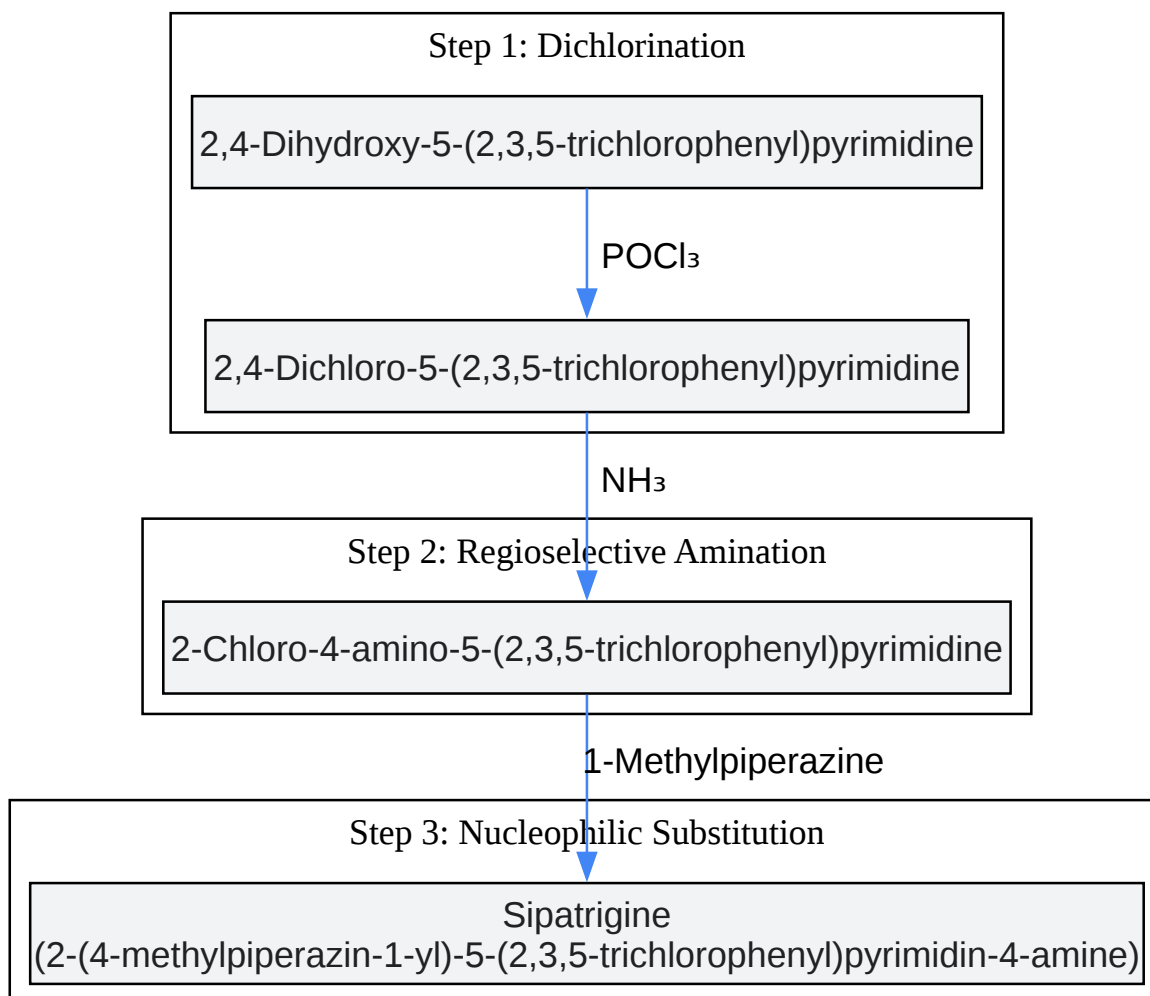 Step 1: Dichlorination
2,4-Dihydroxy-5-(2,3,5-trichlorophenyl)pyrimidine
POCl₃
2,4-Dichloro-5-(2,3,5-trichlorophenyl)pyrimidine
NH₃
Step 2: Regioselective Amination
2-Chloro-4-amino-5-(2,3,5-trichlorophenyl)pyrimidine
1-Methylpiperazine
Step 3: Nucleophilic Substitution
Sipatrigine
(2-(4-methylpiperazin-1-yl)-5-(2,3,5-trichlorophenyl)pyrimidin-4-amine)